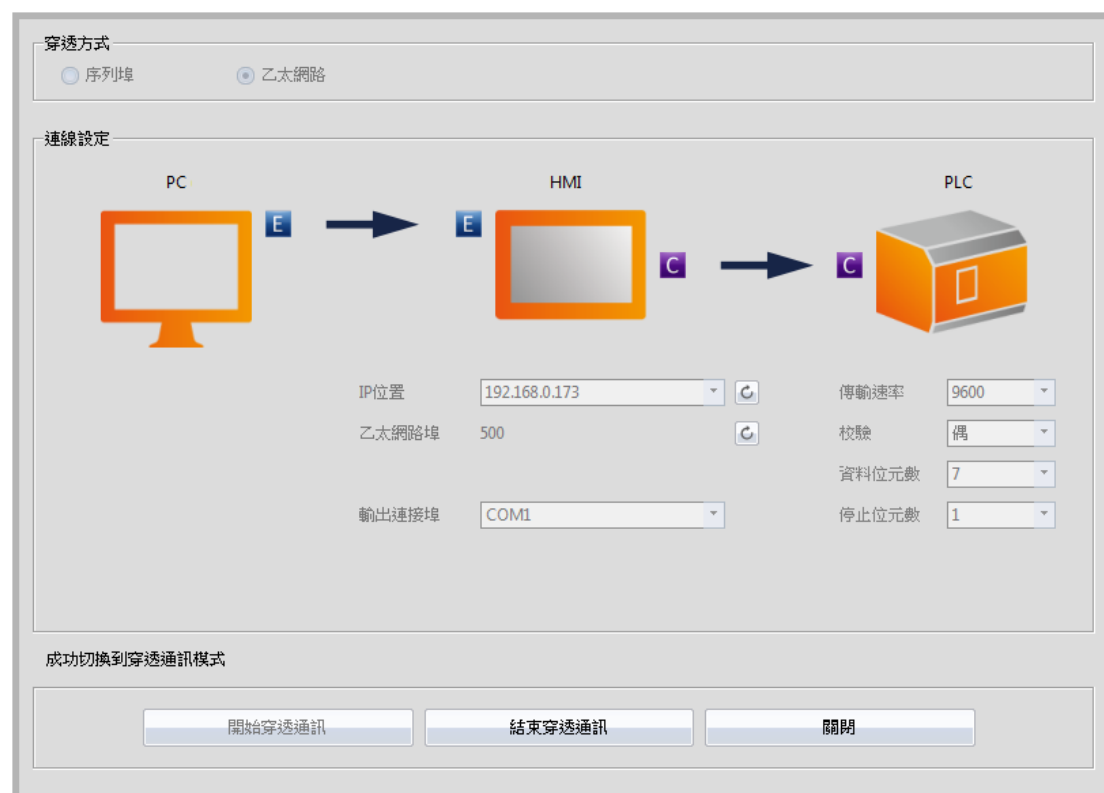 穿透方式
序列埠 乙太網路
連線設定
PC HMI PLC
E E
C C
IP位置 192.168.0.173 傳輸速率 9600
乙太網路埠 500 校驗 偶
資料位元數 7
輸出連接埠 COM1 停止位元數 1
成功切換到穿透通訊模式
開始穿透通訊 結束穿透通訊 關閉